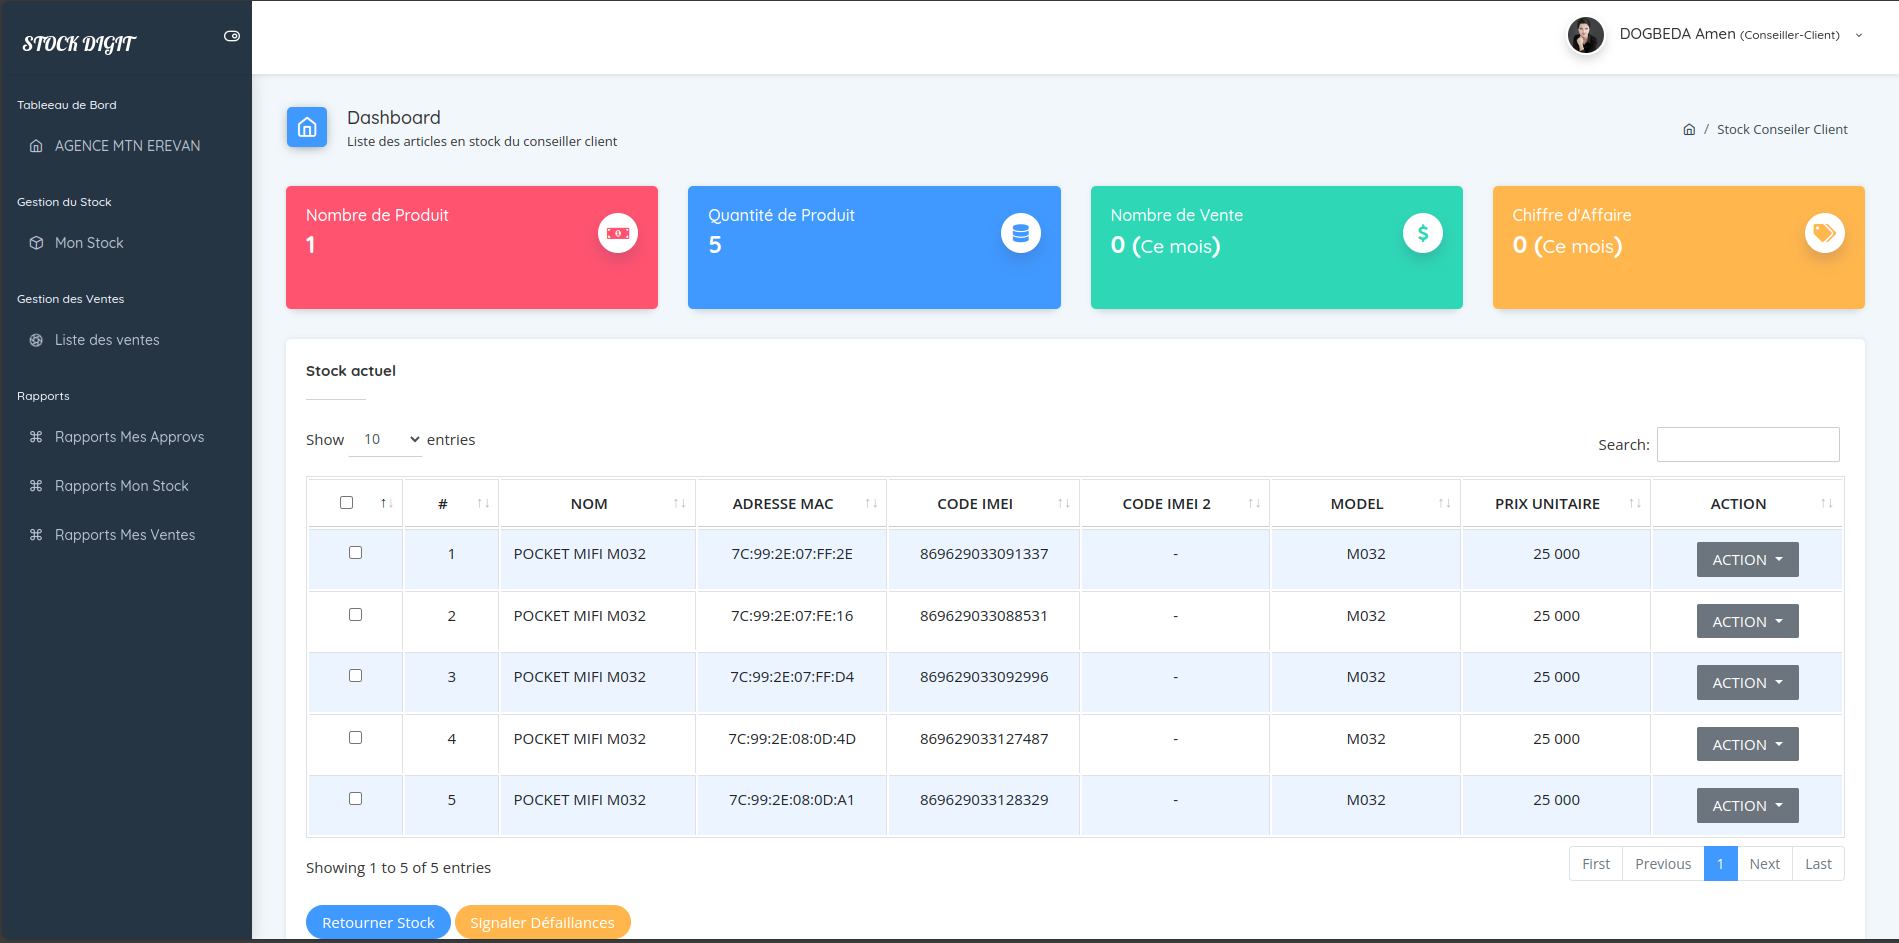 STOCK DIGIT
DOGBEDA Amen (Conseiller-Client)
Tableeau de Bord
AGENCE MTN EREVAN
Gestion du Stock
Mon Stock
Gestion des Ventes
Liste des ventes
Rapports
Rapports Mes Approvs
Rapports Mon Stock
Rapports Mes Ventes
Dashboard
Liste des articles en stock du conseiller client
/ Stock Conseiler Client
Nombre de Produit
1
Quantité de Produit
5
Nombre de Vente
0 (Ce mois)
Chiffre d'Affaire
0 (Ce mois)
Stock actuel
Show 10 entries
Search:
# NOM ADRESSE MAC CODE IMEI CODE IMEI 2 MODEL PRIX UNITAIRE ACTION
1 POCKET MIFI M032 7C:99:2E:07:FF:2E 869629033091337 - M032 25 000 ACTION
2 POCKET MIFI M032 7C:99:2E:07:FE:16 869629033088531 - M032 25 000 ACTION
3 POCKET MIFI M032 7C:99:2E:07:FF:D4 869629033092996 - M032 25 000 ACTION
4 POCKET MIFI M032 7C:99:2E:08:0D:4D 869629033127487 - M032 25 000 ACTION
5 POCKET MIFI M032 7C:99:2E:08:0D:A1 869629033128329 - M032 25 000 ACTION
Showing 1 to 5 of 5 entries
First Previous 1 Next Last
Retourner Stock Signaler Défaillances